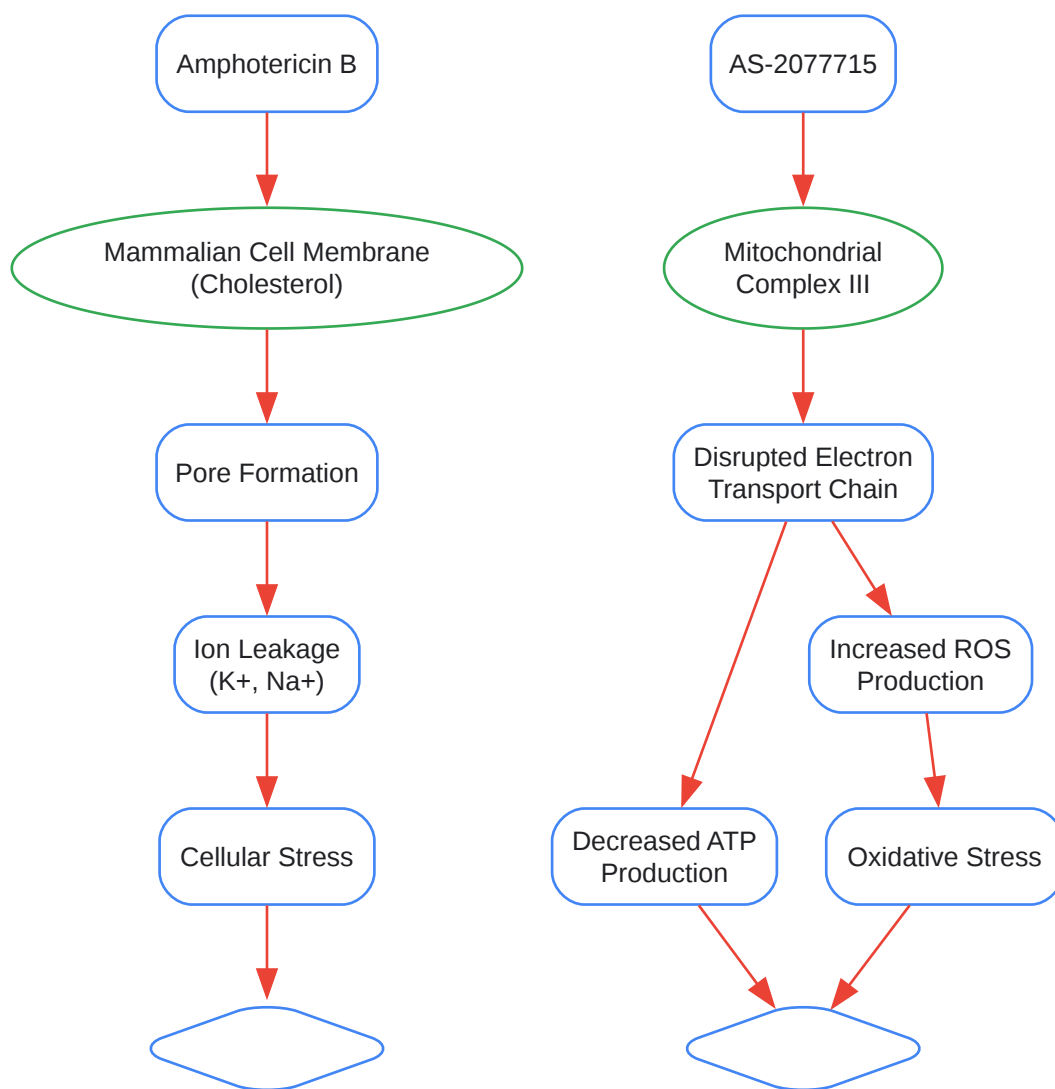 Amphotericin B
AS-2077715
Mammalian Cell Membrane
(Cholesterol)
Mitochondrial
Complex III
Pore Formation
Disrupted Electron
Transport Chain
Ion Leakage
(K+, Na+)
Increased ROS
Production
Cellular Stress
Decreased ATP
Production
Oxidative Stress